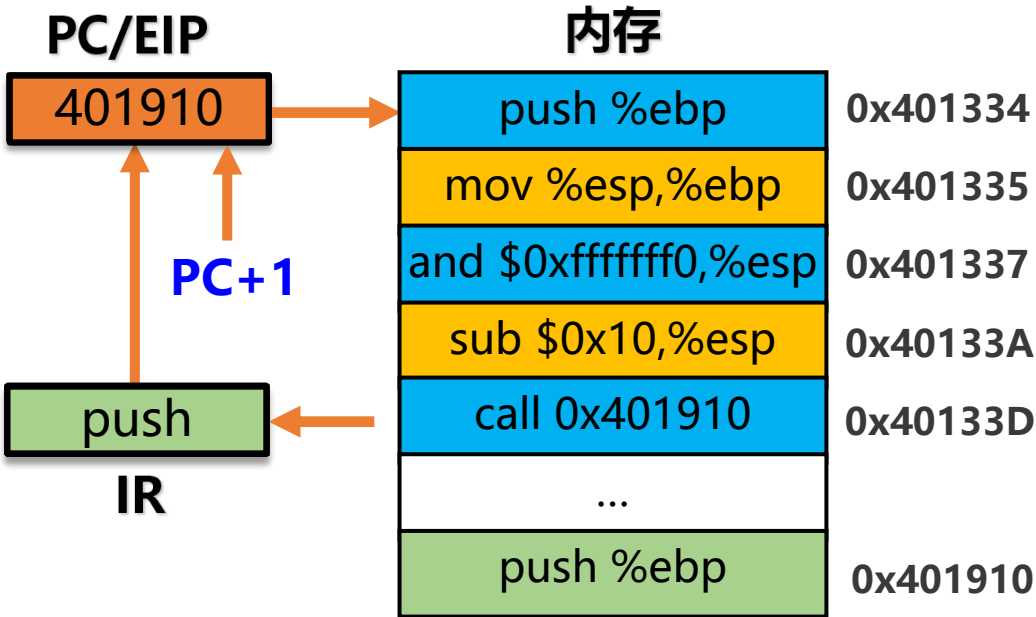 PC/EIP
401910
PC+1
push
IR
内存
push %ebp
0x401334
mov %esp,%ebp
0x401335
and $0xfffffff0,%esp
0x401337
sub $0x10,%esp
0x40133A
call 0x401910
0x40133D
...
push %ebp
0x401910